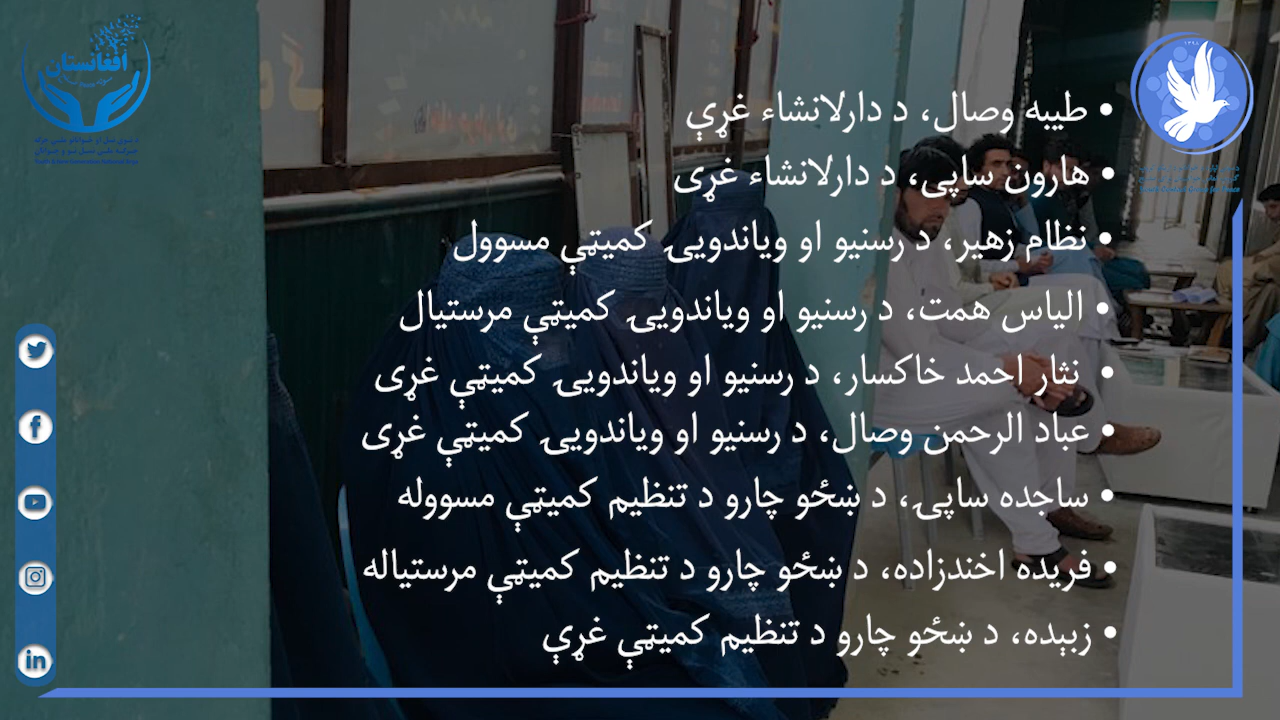 افغانستان
۱۳۹۸
• طیبه وصال، د دارلانشاء غړې
• هارون ساپی، د دارلانشاء غړی
• نظام زهیر، د رسنیو او ویاندویۍ کمیټې مسوول
• الیاس همت، د رسنیو او ویاندویۍ کمیټې مرستیال
• نثار احمد خاکسار، د رسنیو او ویاندویۍ کمیټې غړی
• عباد الرحمن وصال، د رسنیو او ویاندویۍ کمیټې غړی
• ساجده ساپۍ، د ښځو چارو د تنظیم کمیټې مسووله
• فریده اخندزاده، د ښځو چارو د تنظیم کمیټې مرستیاله
• زبېده، د ښځو چارو د تنظیم کمیټې غړې